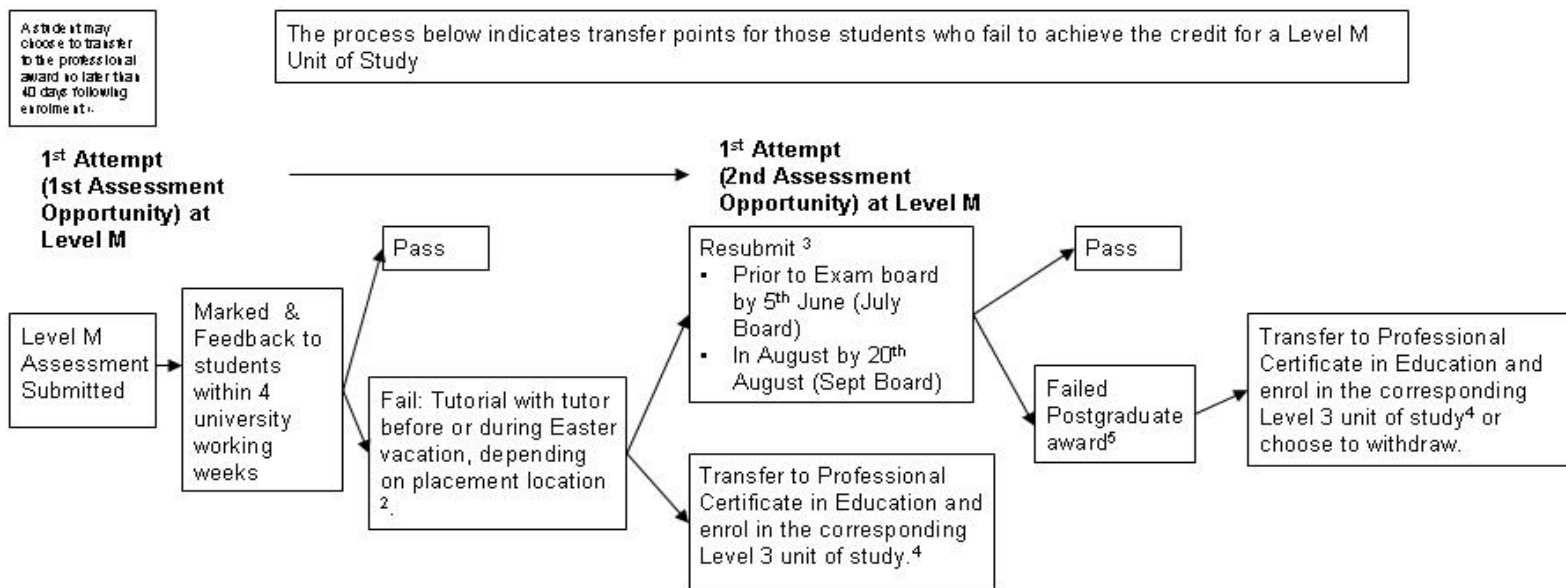 A student may
choose to transfer
to the professional
award no later than
40 days following
enrolment
The process below indicates transfer points for those students who fail to achieve the credit for a Level M
Unit of Study
1st Attempt
(1st Assessment
Opportunity) at
Level M
1st Attempt
(2nd Assessment
Opportunity) at Level M
Level M
Assessment
Submitted
Marked & 
Feedback to
students
within 4
university
working
weeks
Pass
Fail: Tutorial with tutor
before or during Easter
vacation, depending
on placement location
2.
Resubmit 3
▪ Prior to Exam board
by 5th June (July
Board)
▪ In August by 20th
August (Sept Board)
Transfer to Professional
Certificate in Education and
enrol in the corresponding
Level 3 unit of study.4
Pass
Failed
Postgraduate
award5
Transfer to Professional
Certificate in Education and
enrol in the corresponding
Level 3 unit of study4 or
choose to withdraw.